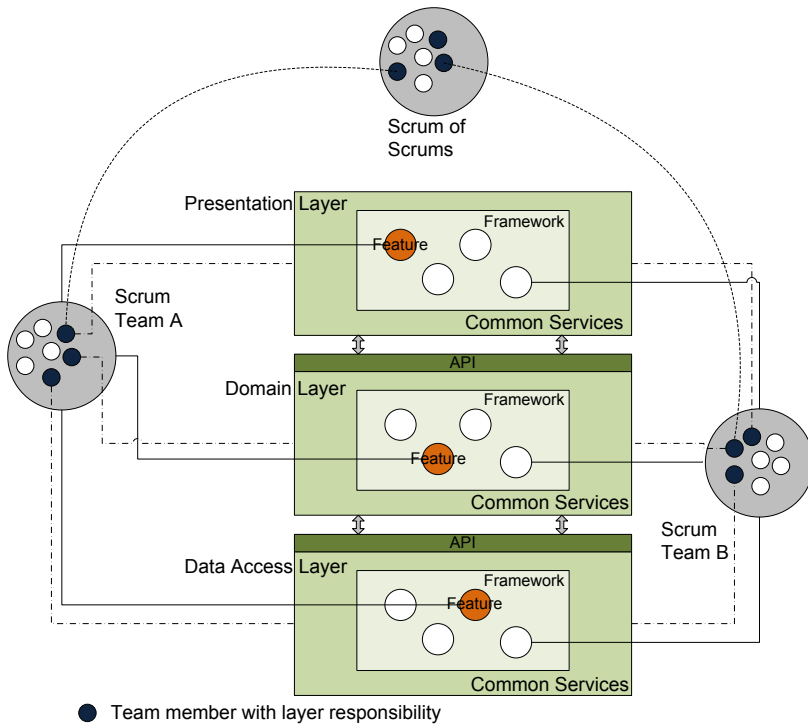 Scrum of
Scrums
Presentation Layer
Framework
Feature
Common Services
Scrum
Team A
API
Domain Layer
Framework
Feature
Common Services
API
Data Access Layer
Framework
Feature
Common Services
Scrum
Team B
Team member with layer responsibility